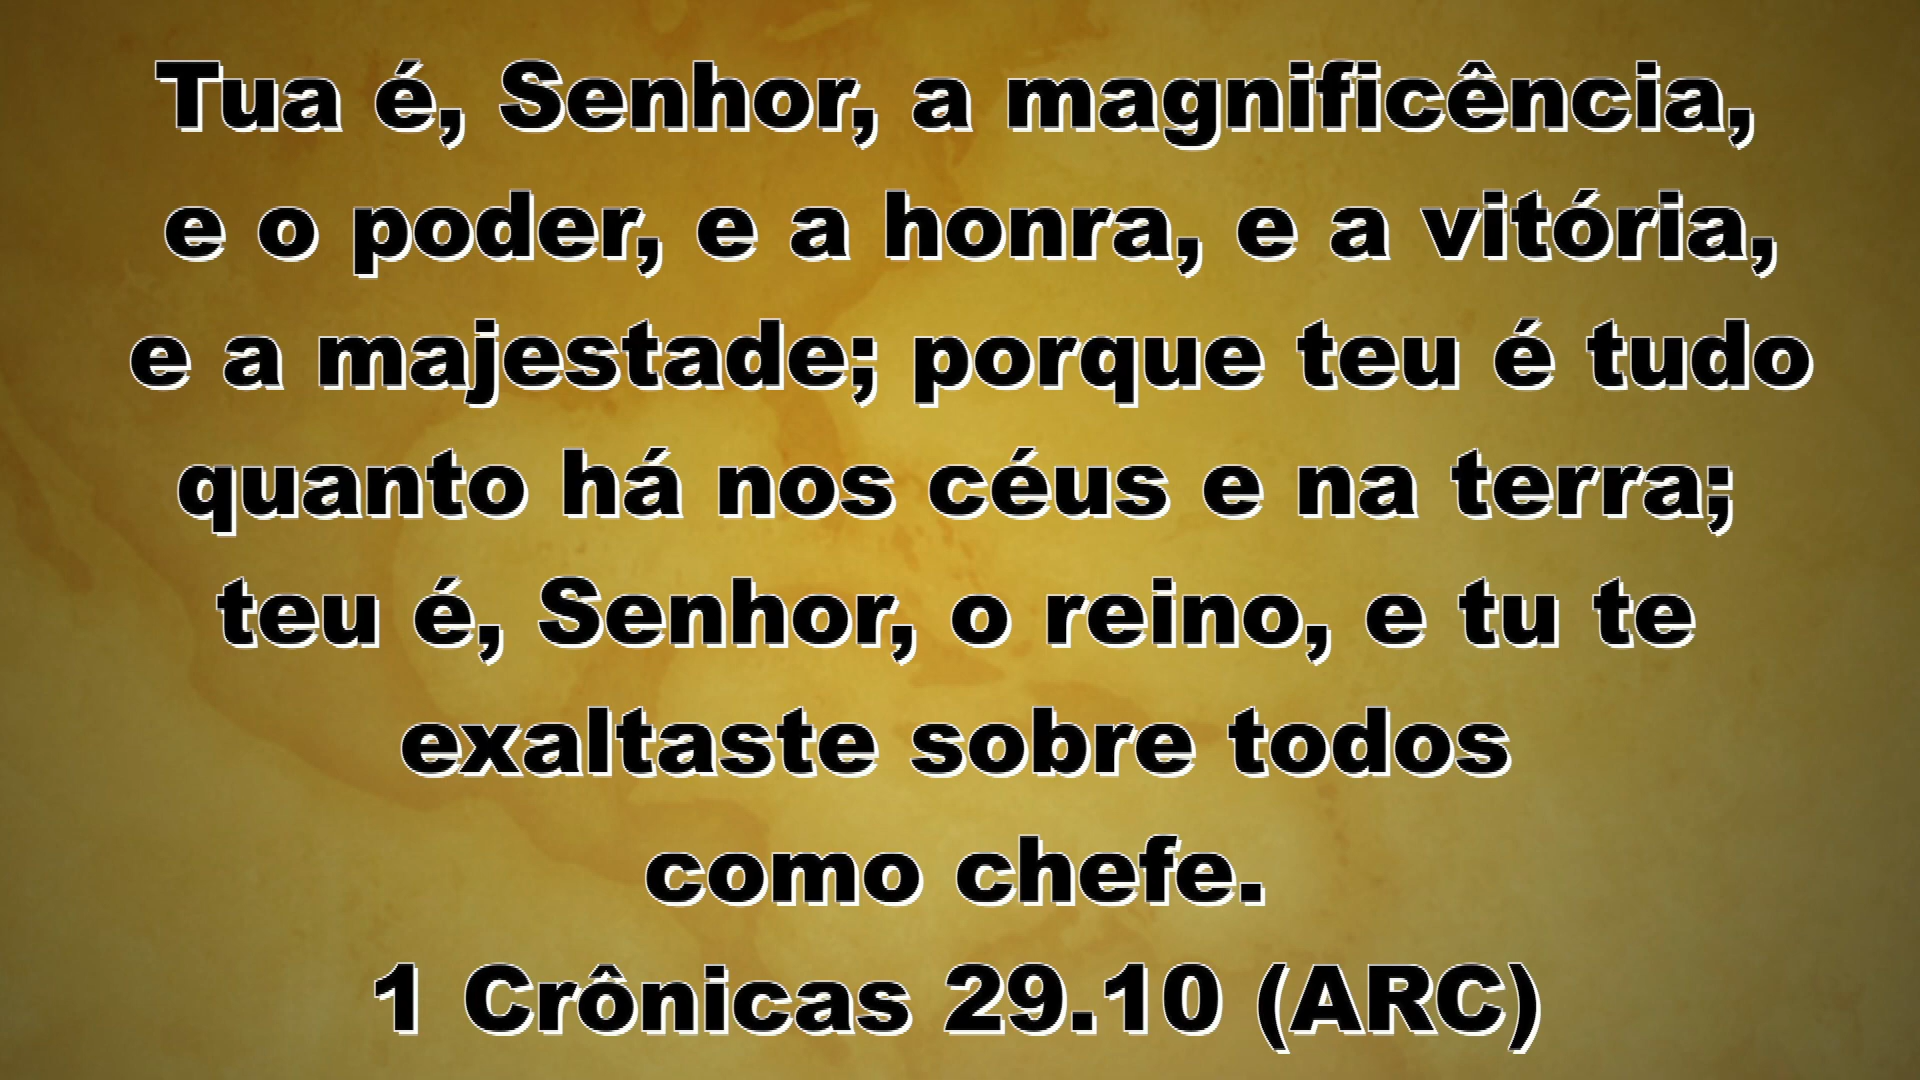 Tua é, Senhor, a magnificência,
e o poder, e a honra, e a vitória,
e a majestade; porque teu é tudo
quanto há nos céus e na terra;
teu é, Senhor, o reino, e tu te
exaltaste sobre todos
como chefe.
1 Crônicas 29.10 (ARC)